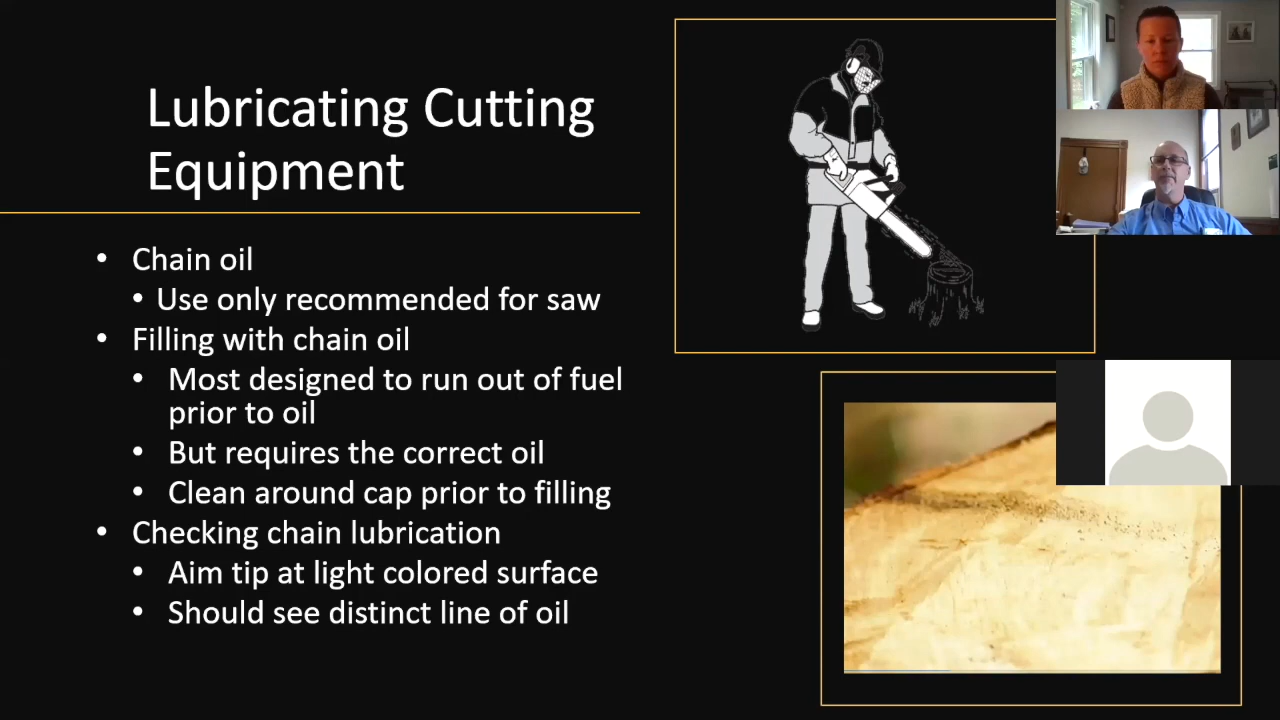 Lubricating Cutting
Equipment
• Chain oil
• Use only recommended for saw
• Filling with chain oil
• Most designed to run out of fuel
prior to oil
• But requires the correct oil
• Clean around cap prior to filling
• Checking chain lubrication
• Aim tip at light colored surface
• Should see distinct line of oil